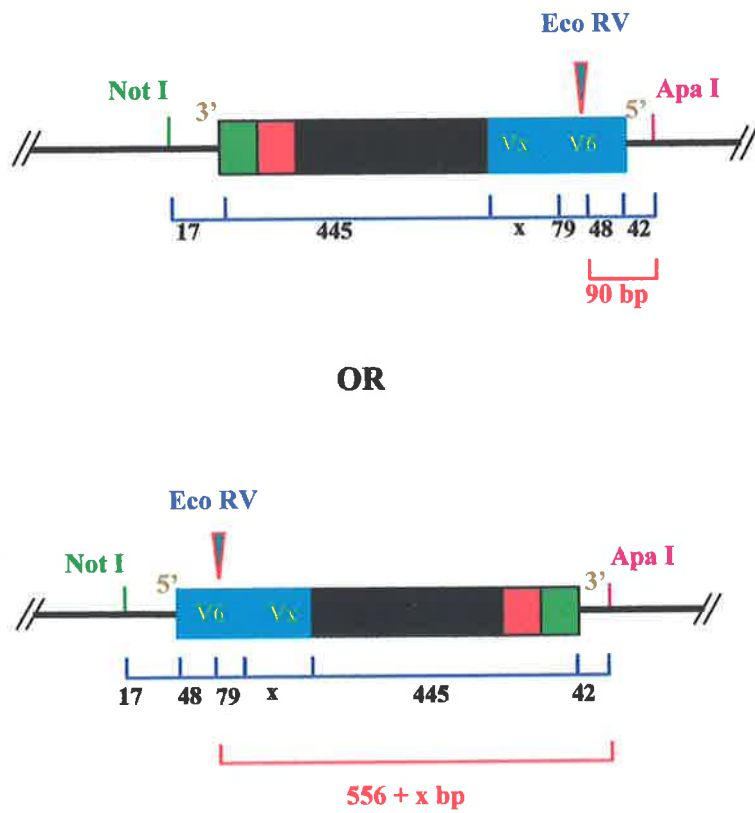 Eco RV
Not I
3’
5’
Apa I
Vx V6
17 445 x 79 48 42
90 bp
OR
Eco RV
Not I
5’
3’
Apa I
V6 Vx
17 48 79 x 445 42
556 + x bp